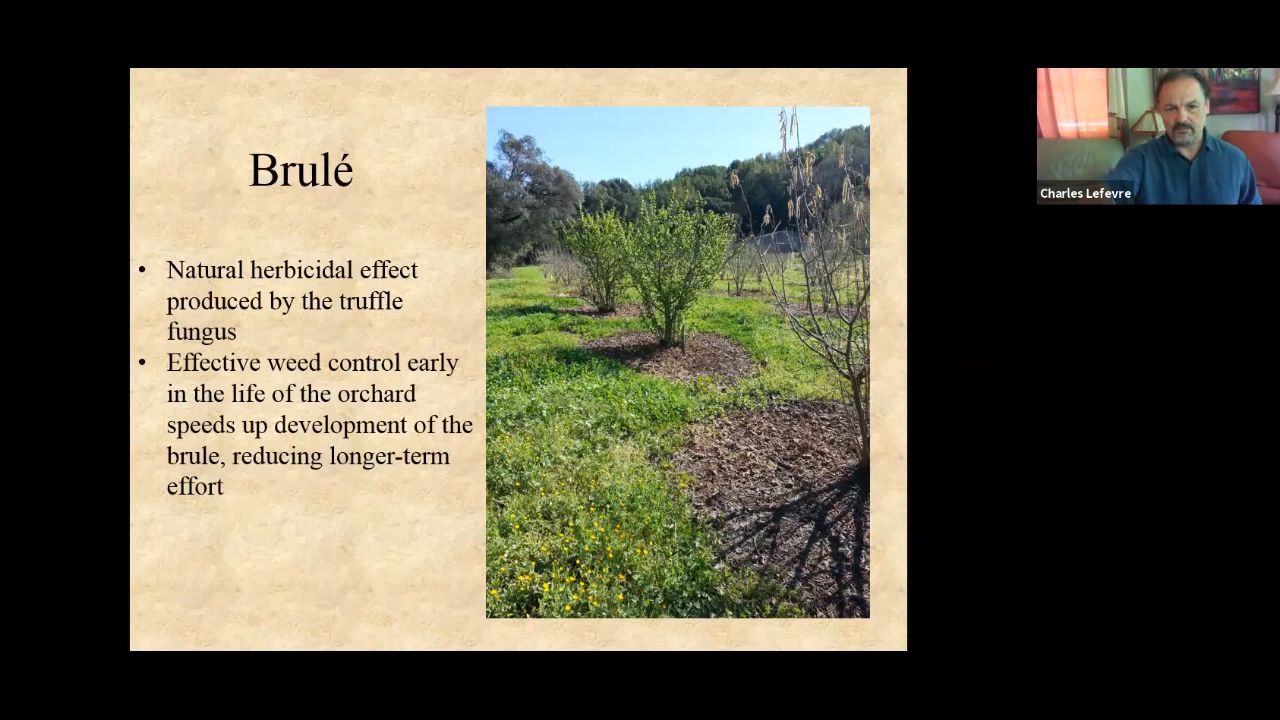 Brulé
• Natural herbicidal effect
produced by the truffle
fungus
• Effective weed control early
in the life of the orchard
speeds up development of the
brule, reducing longer-term
effort
Charles Lefevre